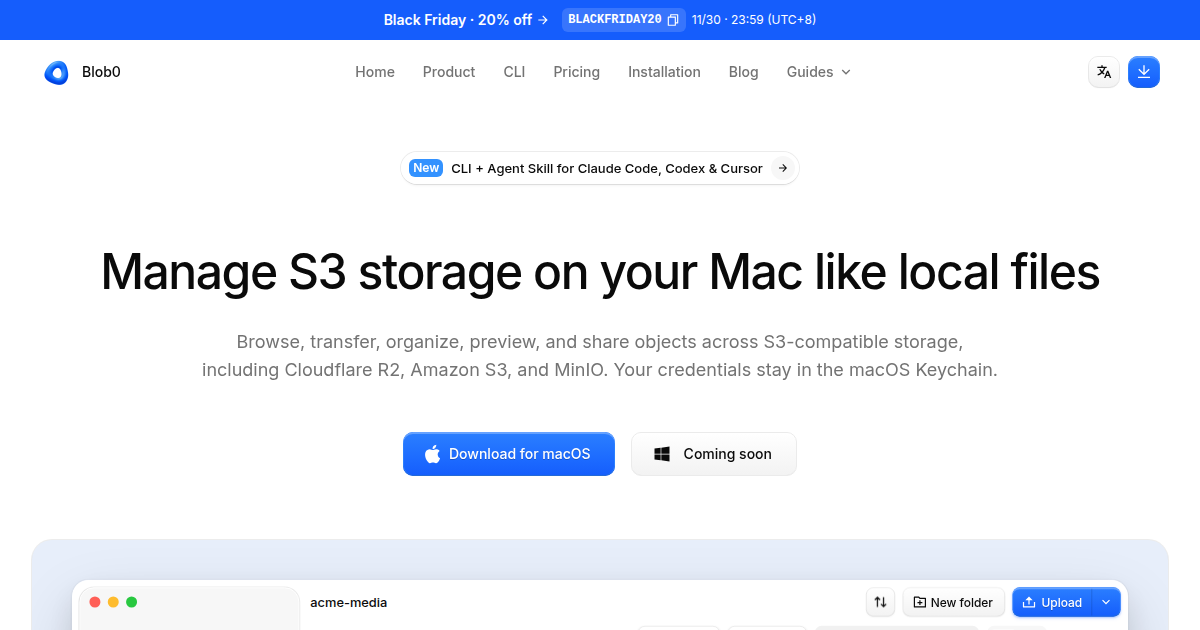 Black Friday · 20% off → BLACKFRIDAY20 11/30 · 23:59 (UTC+8)
Blob0 Home Product CLI Pricing Installation Blog Guides
New CLI + Agent Skill for Claude Code, Codex & Cursor →
Manage S3 storage on your Mac like local files
Browse, transfer, organize, preview, and share objects across S3-compatible storage,
including Cloudflare R2, Amazon S3, and MinIO. Your credentials stay in the macOS Keychain.
Download for macOS Coming soon
acme-media New folder Upload